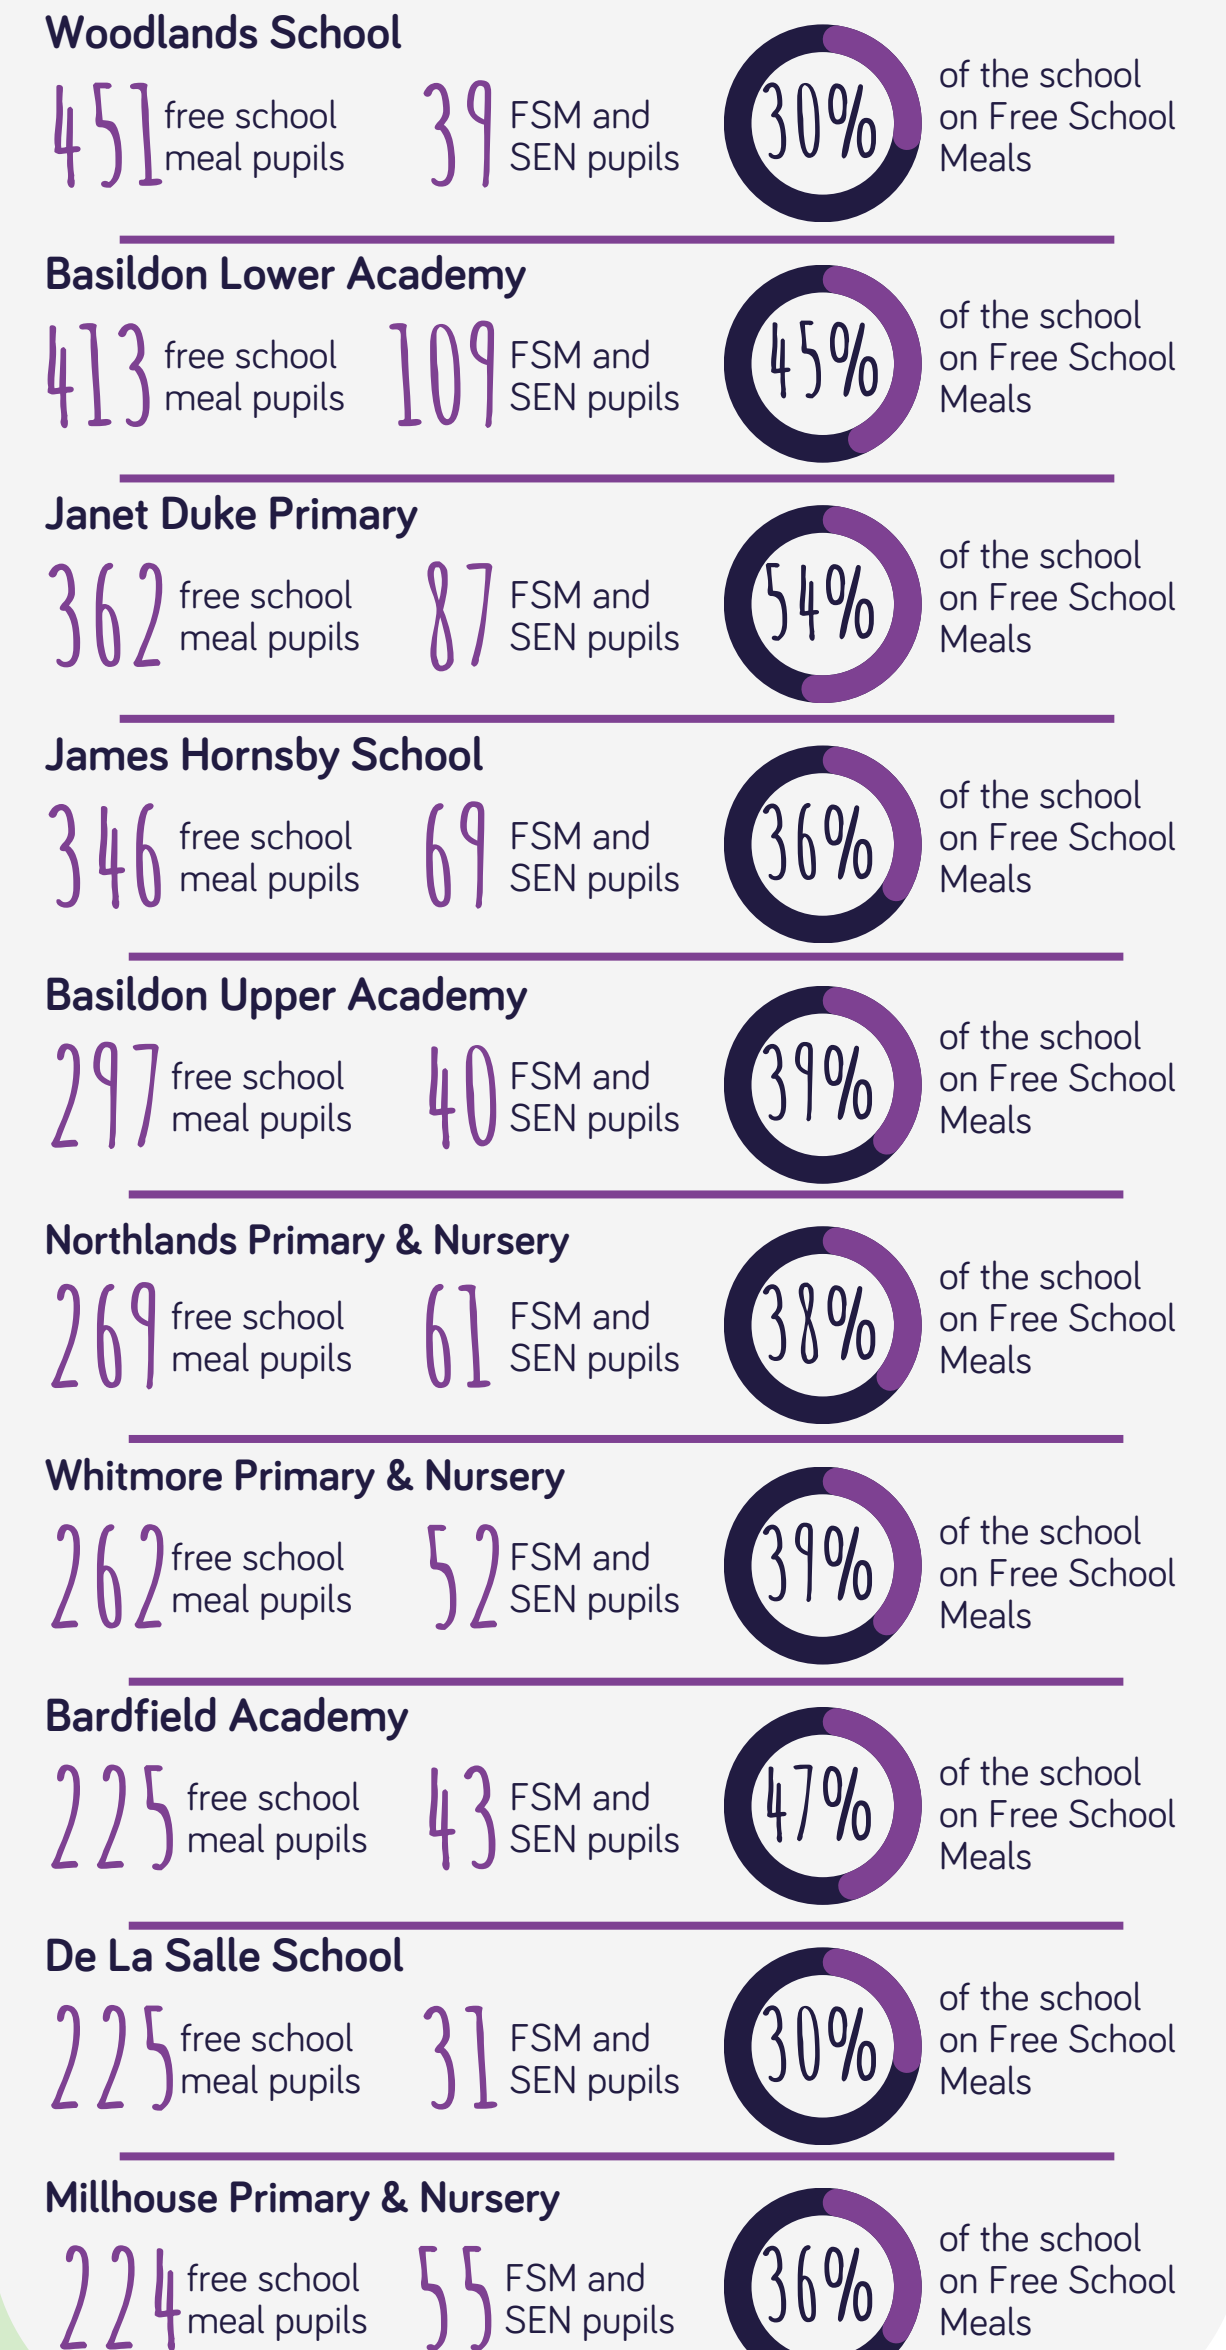 Woodlands School
451 free school
meal pupils
39 FSM and
SEN pupils
30%
of the school
on Free School
Meals
Basildon Lower Academy
413 free school
meal pupils
109 FSM and
SEN pupils
45%
of the school
on Free School
Meals
Janet Duke Primary
362 free school
meal pupils
87 FSM and
SEN pupils
54%
of the school
on Free School
Meals
James Hornsby School
346 free school
meal pupils
69 FSM and
SEN pupils
36%
of the school
on Free School
Meals
Basildon Upper Academy
297 free school
meal pupils
40 FSM and
SEN pupils
39%
of the school
on Free School
Meals
Northlands Primary & Nursery
269 free school
meal pupils
61 FSM and
SEN pupils
38%
of the school
on Free School
Meals
Whitmore Primary & Nursery
262 free school
meal pupils
52 FSM and
SEN pupils
39%
of the school
on Free School
Meals
Bardfield Academy
225 free school
meal pupils
43 FSM and
SEN pupils
47%
of the school
on Free School
Meals
De La Salle School
225 free school
meal pupils
31 FSM and
SEN pupils
30%
of the school
on Free School
Meals
Millhouse Primary & Nursery
224 free school
meal pupils
55 FSM and
SEN pupils
36%
of the school
on Free School
Meals